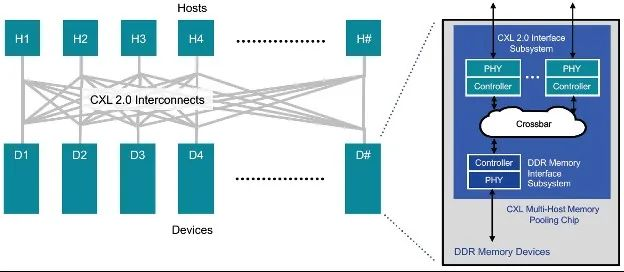 Hosts
H1 H2 H3 H4 H#
CXL 2.0 Interconnects
D1 D2 D3 D4 D#
Devices
CXL 2.0 Interface
Subsystem
PHY PHY
Controller Controller
Crossbar
Controller
PHY
DDR Memory
Interface
Subsystem
CXL Multi-Host Memory
Pooling Chip
DDR Memory Devices